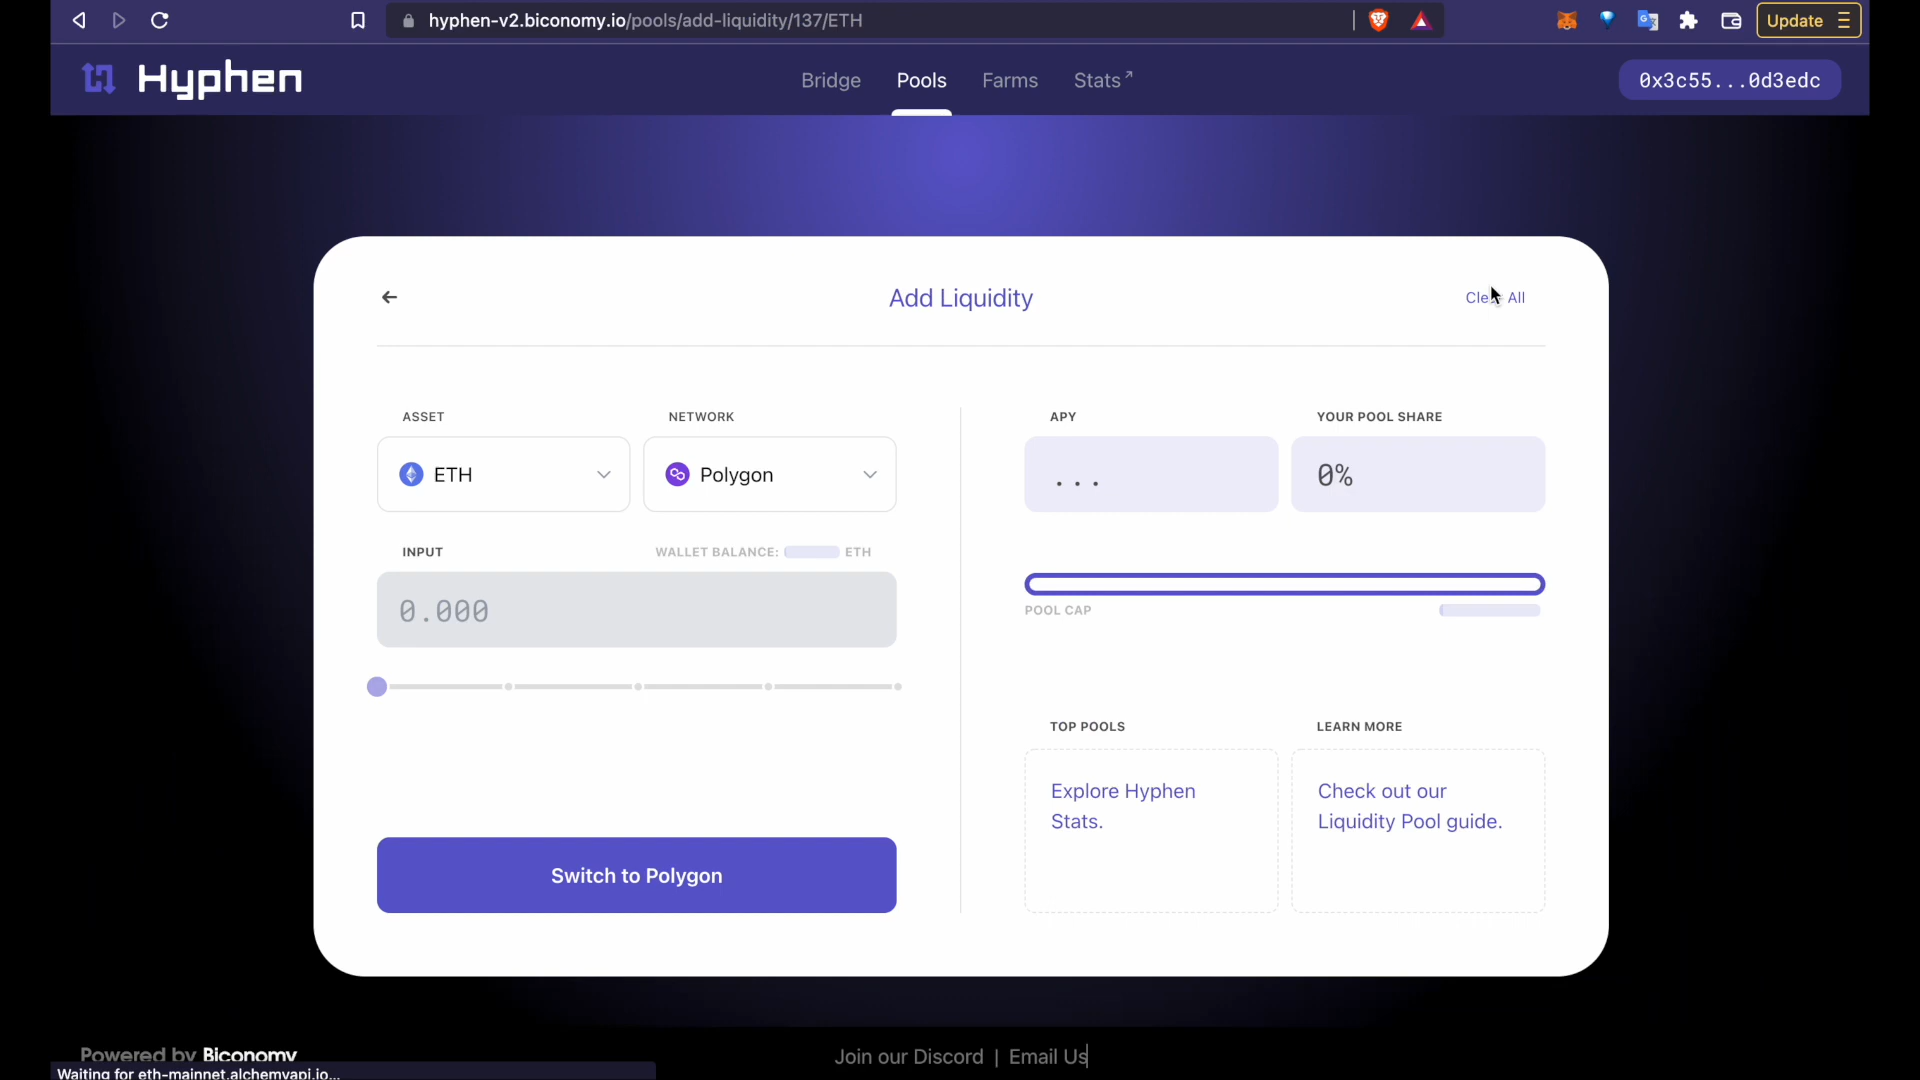 hyphen-v2.biconomy.io/pools/add-liquidity/137/ETH
Update
Hyphen
Bridge
Pools
Farms
Stats
0x3c55...0d3edc
Add Liquidity
Clear All
ASSET
NETWORK
APY
YOUR POOL SHARE
ETH
Polygon
...
0%
INPUT
WALLET BALANCE: ETH
0.000
POOL CAP
TOP POOLS
LEARN MORE
Explore Hyphen
Stats.
Check out our
Liquidity Pool guide.
Switch to Polygon
Powered by Biconomy
Join our Discord | Email Us
Waiting for eth-mainnet.alchemyapi.io...